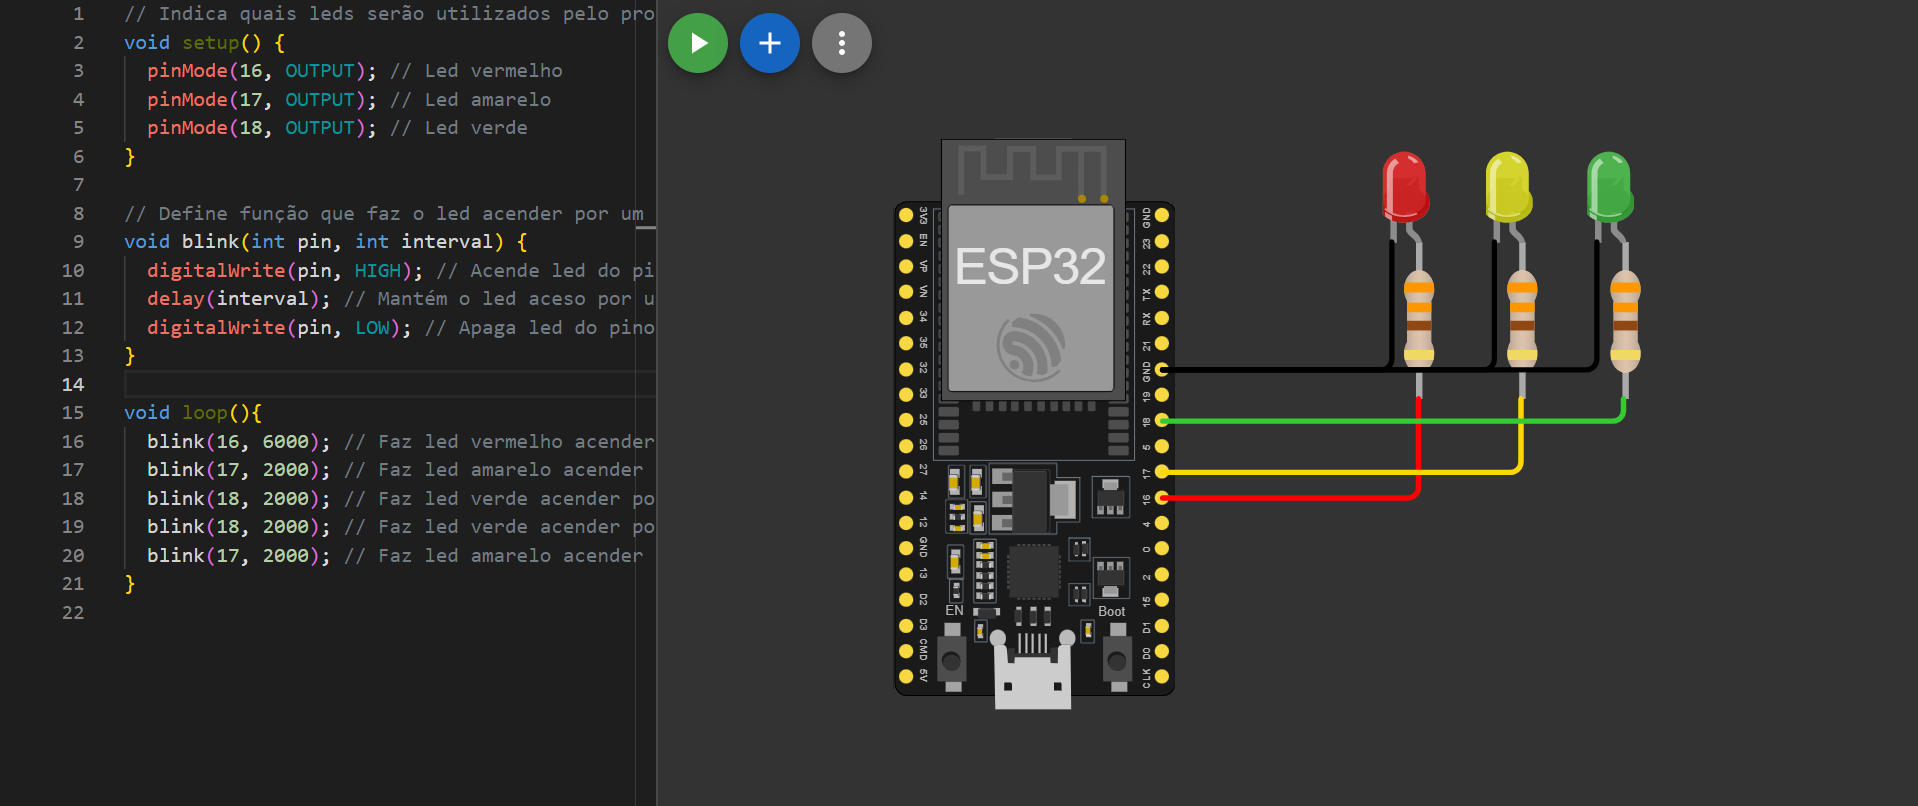 1 // Indica quais leds serão utilizados pelo pro
2 void setup() {
3 pinMode(16, OUTPUT); // Led vermelho
4 pinMode(17, OUTPUT); // Led amarelo
5 pinMode(18, OUTPUT); // Led verde
6 }
7
8 // Define função que faz o led acender por um
9 void blink(int pin, int interval) {
10 digitalWrite(pin, HIGH); // Acende led do pi
11 delay(interval); // Mantém o led aceso por u
12 digitalWrite(pin, LOW); // Apaga led do pino
13 }
14
15 void loop(){
16 blink(16, 6000); // Faz led vermelho acender
17 blink(17, 2000); // Faz led amarelo acender
18 blink(18, 2000); // Faz led verde acender po
19 blink(18, 2000); // Faz led verde acender po
20 blink(17, 2000); // Faz led amarelo acender
21 }
22
ESP32
3V3
EN
VP
VN
34
35
32
33
25
26
27
14
12
GND
13
D2
D3
CMD
5V
GND
23
22
TX
RX
21
GND
19
18
5
17
16
4
0
2
15
D1
D0
CLK
EN
Boot